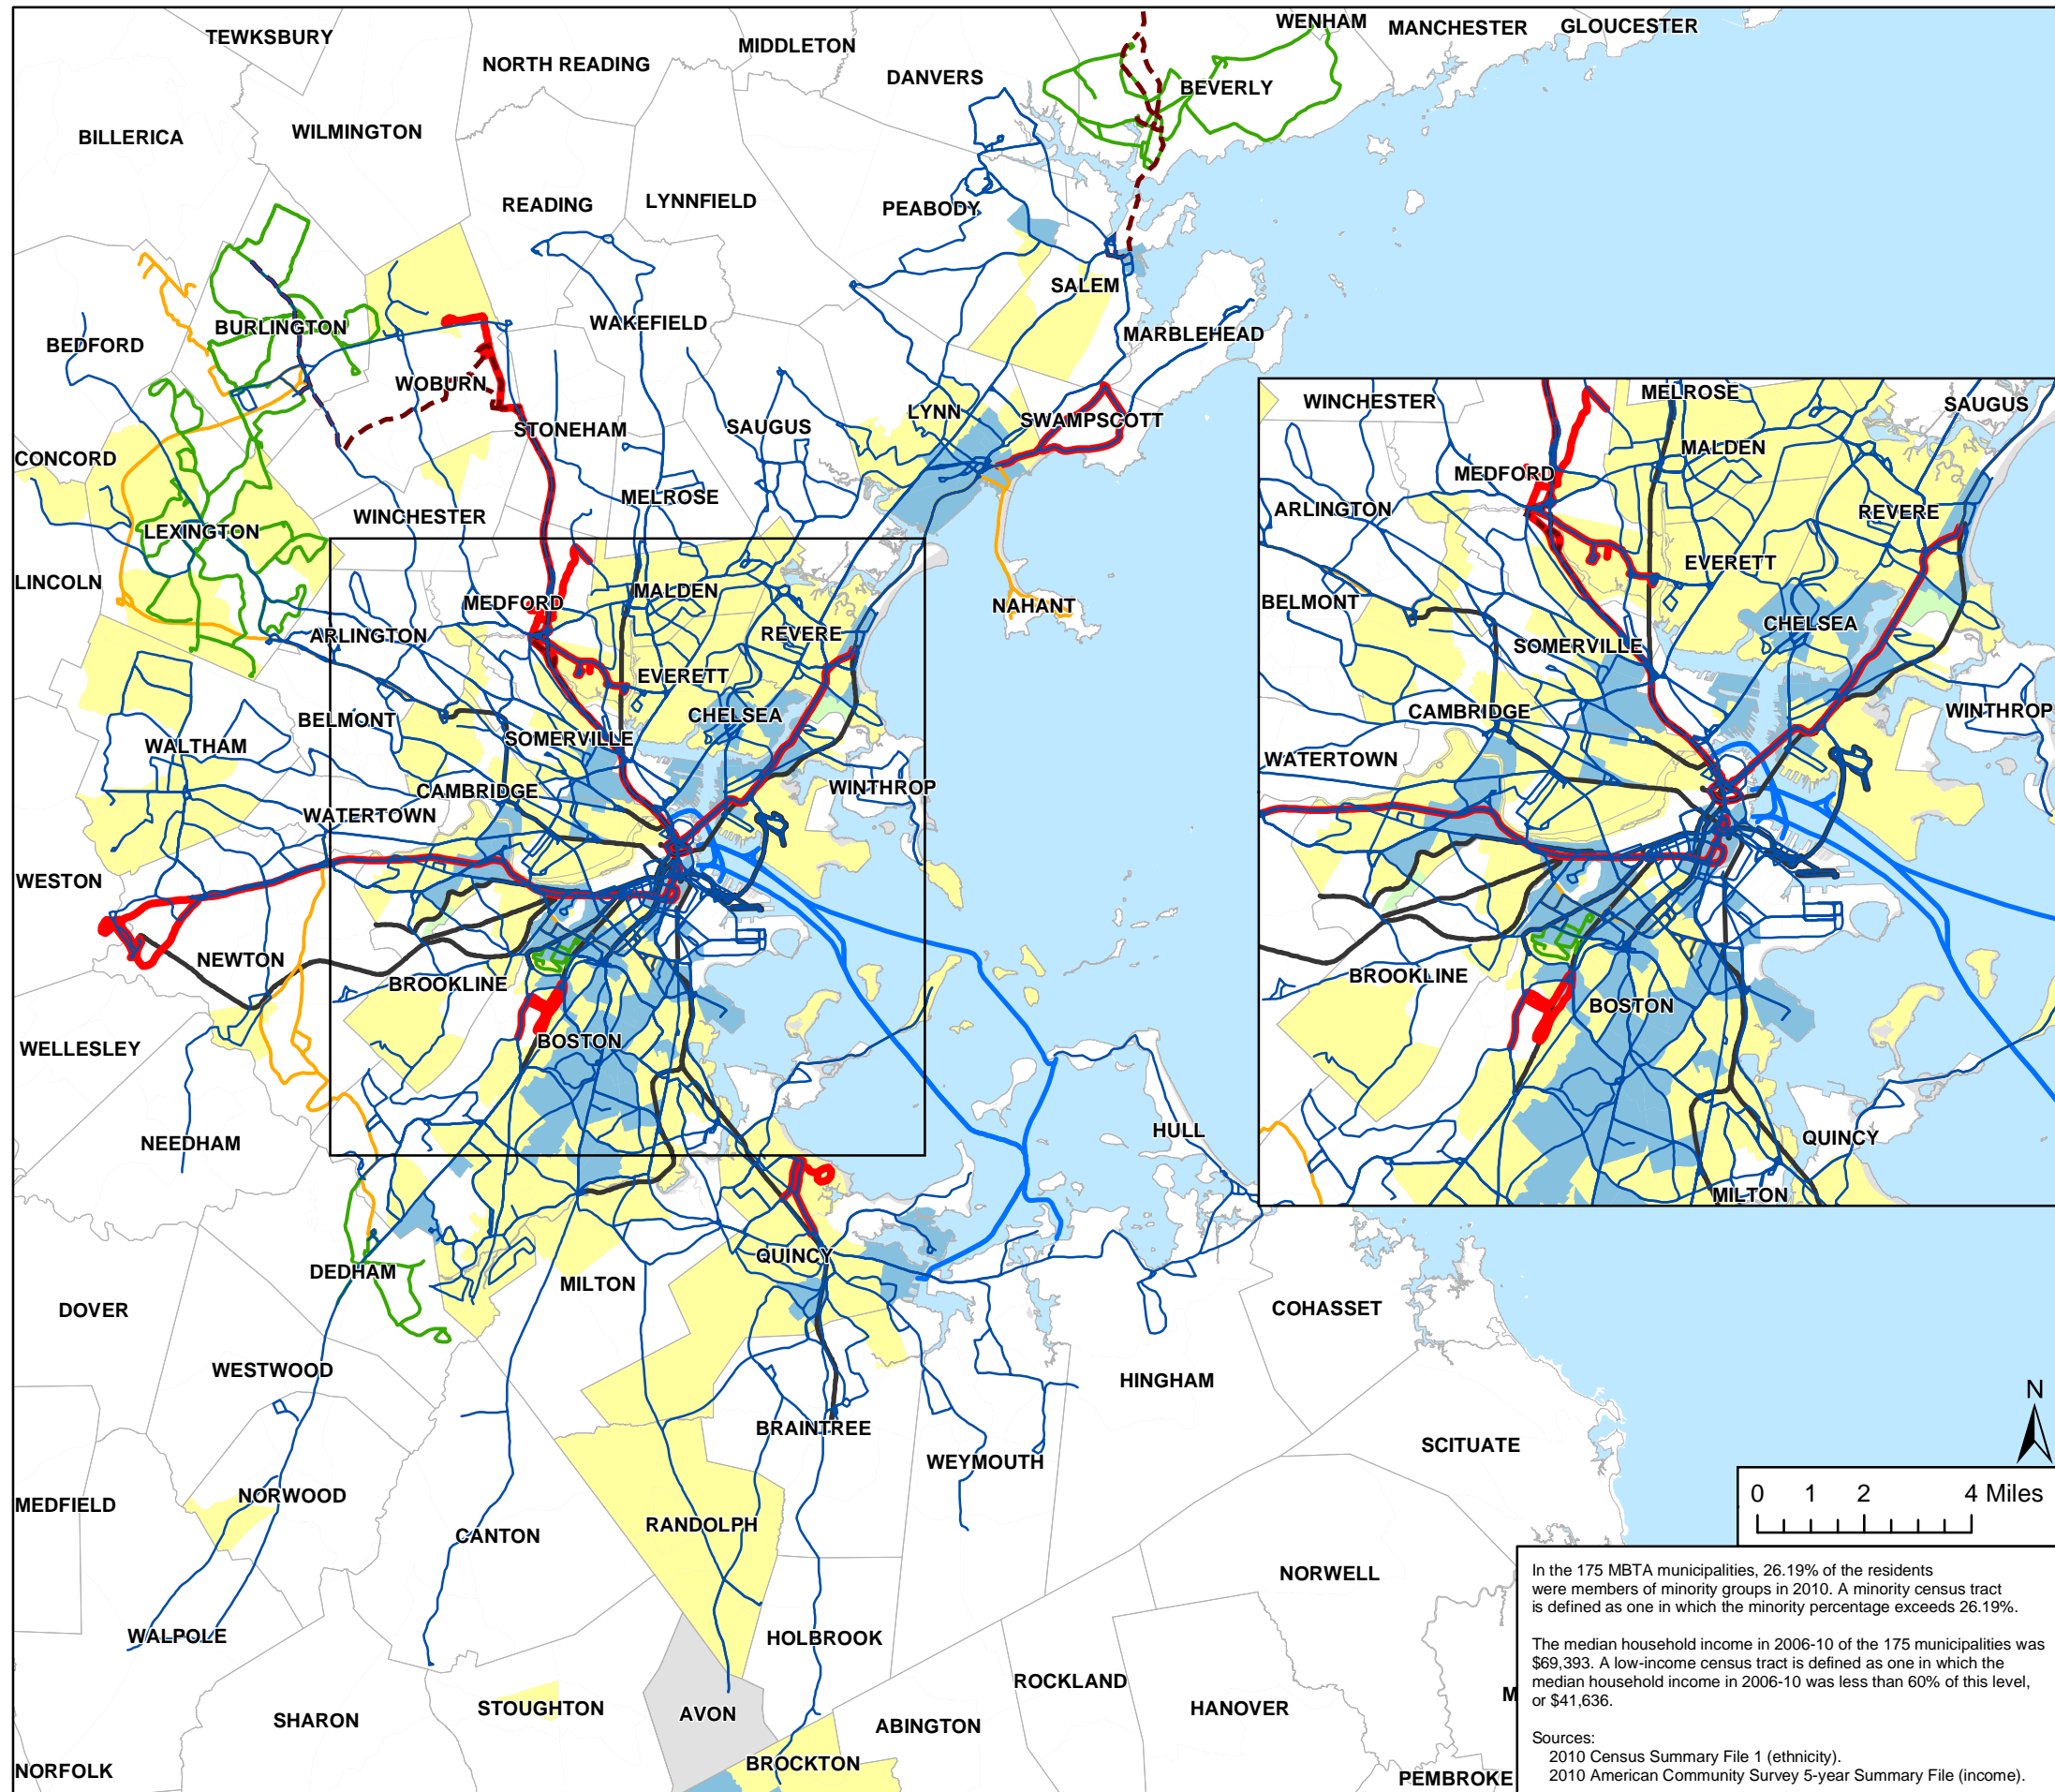 TEWKSBURY
NORTH READING
MIDDLETON
WENHAM
MANCHESTER
GLOUCESTER
DANVERS
BEVERLY
BILLERICA
WILMINGTON
READING
LYNNFIELD
PEABODY
SALEM
BURLINGTON
WAKEFIELD
MARBLEHEAD
BEDFORD
WOBURN
STONEHAM
SAUGUS
LYNN
SWAMPSCOTT
CONCORD
MELROSE
LEXINGTON
WINCHESTER
LINCOLN
MEDFORD
MALDEN
NAHANT
ARLINGTON
REVERE
EVERETT
BELMONT
CHELSEA
WALTHAM
SOMERVILLE
CAMBRIDGE
WINTHROP
WATERTOWN
WESTON
NEWTON
BROOKLINE
BOSTON
WELLESLEY
NEEDHAM
HULL
DEDHAM
MILTON
QUINCY
DOVER
COHASSET
WESTWOOD
HINGHAM
BRAINTREE
SCITUATE
WEYMOUTH
MEDFIELD
NORWOOD
CANTON
RANDOLPH
NORWELL
WALPOLE
HOLBROOK
ROCKLAND
SHARON
STOUGHTON
AVON
ABINGTON
HANOVER
M
NORFOLK
BROCKTON
PEMBROKE
WINCHESTER
MELROSE
SAUGUS
MALDEN
MEDFORD
ARLINGTON
REVERE
EVERETT
BELMONT
CHELSEA
SOMERVILLE
CAMBRIDGE
WINTHROP
WATERTOWN
BROOKLINE
BOSTON
QUINCY
MILTON
N
0 1 2 4 Miles
In the 175 MBTA municipalities, 26.19% of the residents
were members of minority groups in 2010. A minority census tract
is defined as one in which the minority percentage exceeds 26.19%.
The median household income in 2006-10 of the 175 municipalities was
$69,393. A low-income census tract is defined as one in which the
median household income in 2006-10 was less than 60% of this level,
or $41,636.
Sources:
2010 Census Summary File 1 (ethnicity).
2010 American Community Survey 5-year Summary File (income).